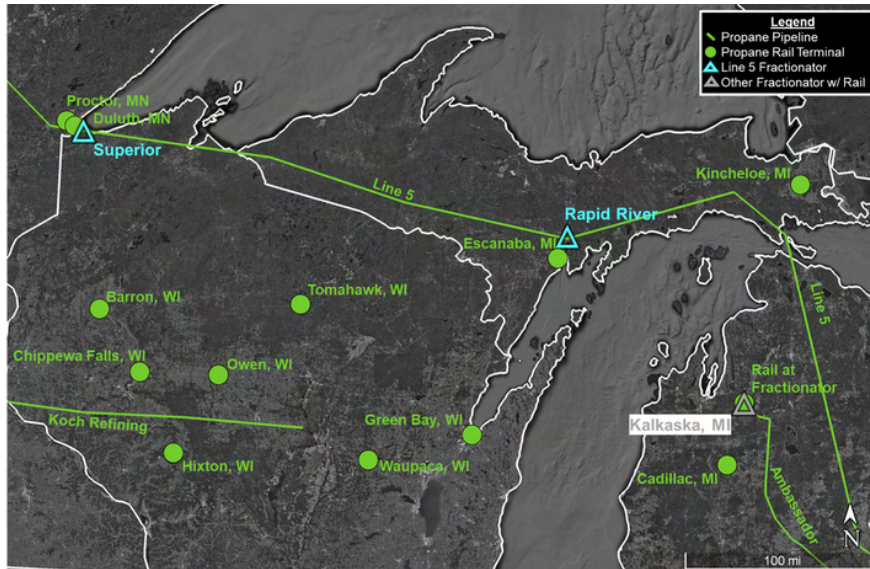 Legend
Propane Pipeline
Propane Rail Terminal
Line 5 Fractionator
Other Fractionator w/ Rail
Proctor, MN
Duluth, MN
Superior
Kincheloe, MI
Line 5
Rapid River
Escanaba, MI
Barron, WI
Tomahawk, WI
Line 5
Chippewa Falls, WI
Owen, WI
Rail at
Fractionator
Koch Refining
Green Bay, WI
Kalkaska, MI
Hixton, WI
Waupaca, WI
Cadillac, MI
Ambassador
N
100 mi